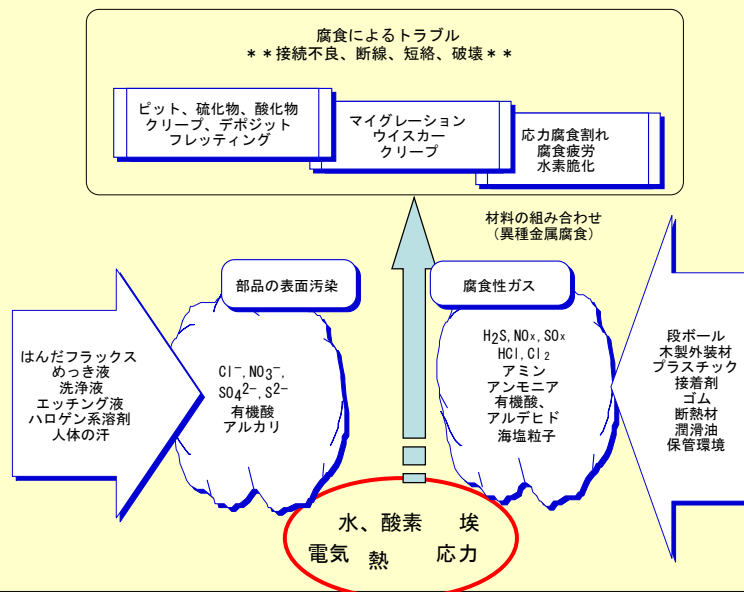 腐食によるトラブル
＊＊接続不良、断線、短絡、破壊＊＊
ピット、硫化物、酸化物
クリープ、デポジット
フレッティング
マイグレーション
ウイスカー
クリープ
応力腐食割れ
腐食疲労
水素脆化
材料の組み合わせ
（異種金属腐食）
部品の表面汚染
腐食性ガス
はんだフラックス
めっき液
洗浄液
エッチング液
ハロゲン系溶剤
人体の汗
Cl⁻, NO₃⁻,
SO₄²⁻, S²⁻
有機酸
アルカリ
H₂S, NOx, SOx
HCl, Cl₂
アミン
アンモニア
有機酸、
アルデヒド
海塩粒子
段ボール
木製外装材
プラスチック
接着剤
ゴム
断熱材
潤滑油
保管環境
水、酸素 埃
電気 熱 応力